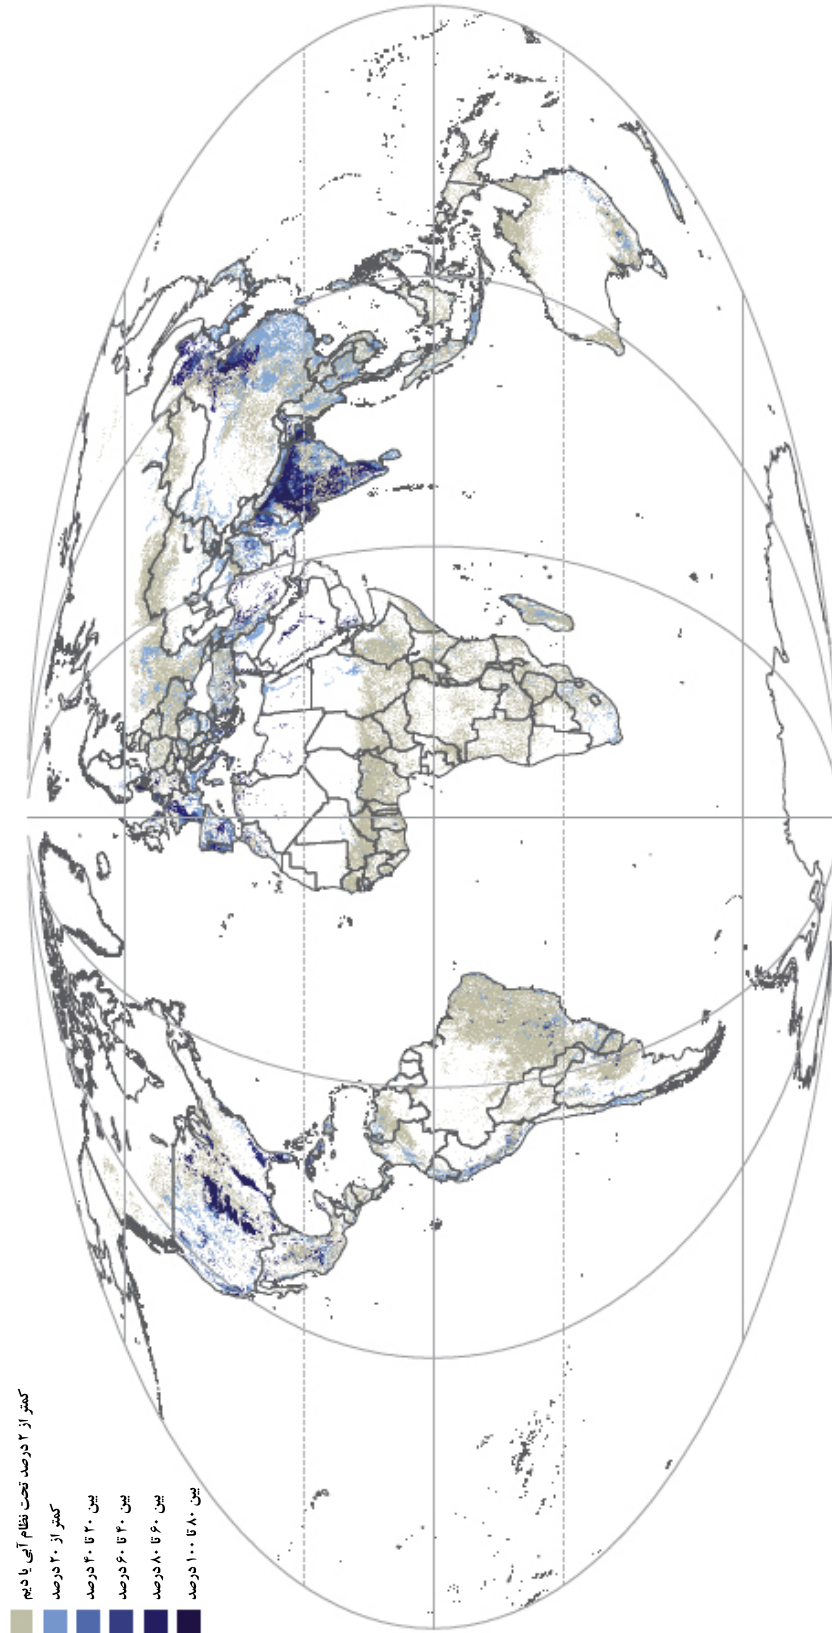 کمتر از ۲ درصد تحت نظام آبی یا دیم
کمتر از ۲۰ درصد
بین ۲۰ تا ۴۰ درصد
بین ۴۰ تا ۶۰ درصد
بین ۶۰ تا ۸۰ درصد
بین ۸۰ تا ۱۰۰ درصد